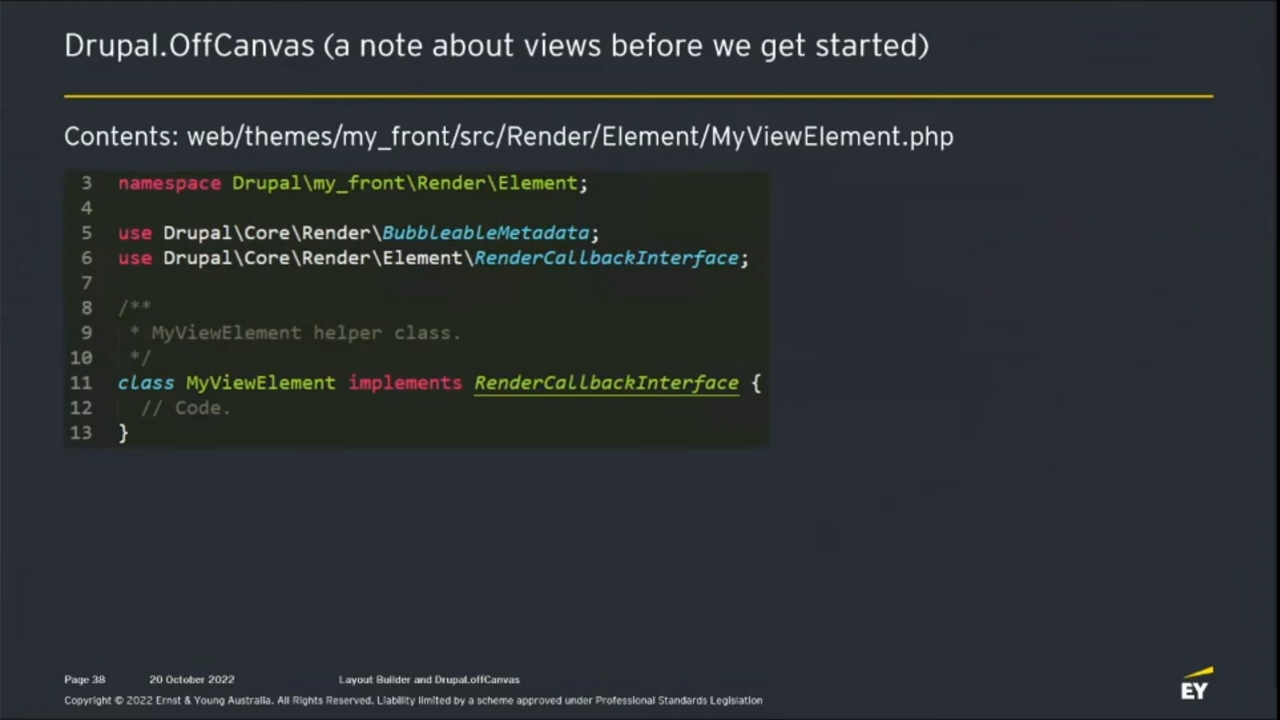 Drupal.OffCanvas (a note about views before we get started)
Contents: web/themes/my_front/src/Render/Element/MyViewElement.php
3 namespace Drupal\my_front\Render\Element;
4
5 use Drupal\Core\Render\BubbleableMetadata;
6 use Drupal\Core\Render\Element\RenderCallbackInterface;
7
8 /**
9  * MyViewElement helper class.
10  */
11 class MyViewElement implements RenderCallbackInterface {
12   // Code.
13 }
Page 38 20 October 2022 Layout Builder and Drupal.offCanvas
Copyright © 2022 Ernst & Young Australia. All Rights Reserved. Liability limited by a scheme approved under Professional Standards Legislation
EY